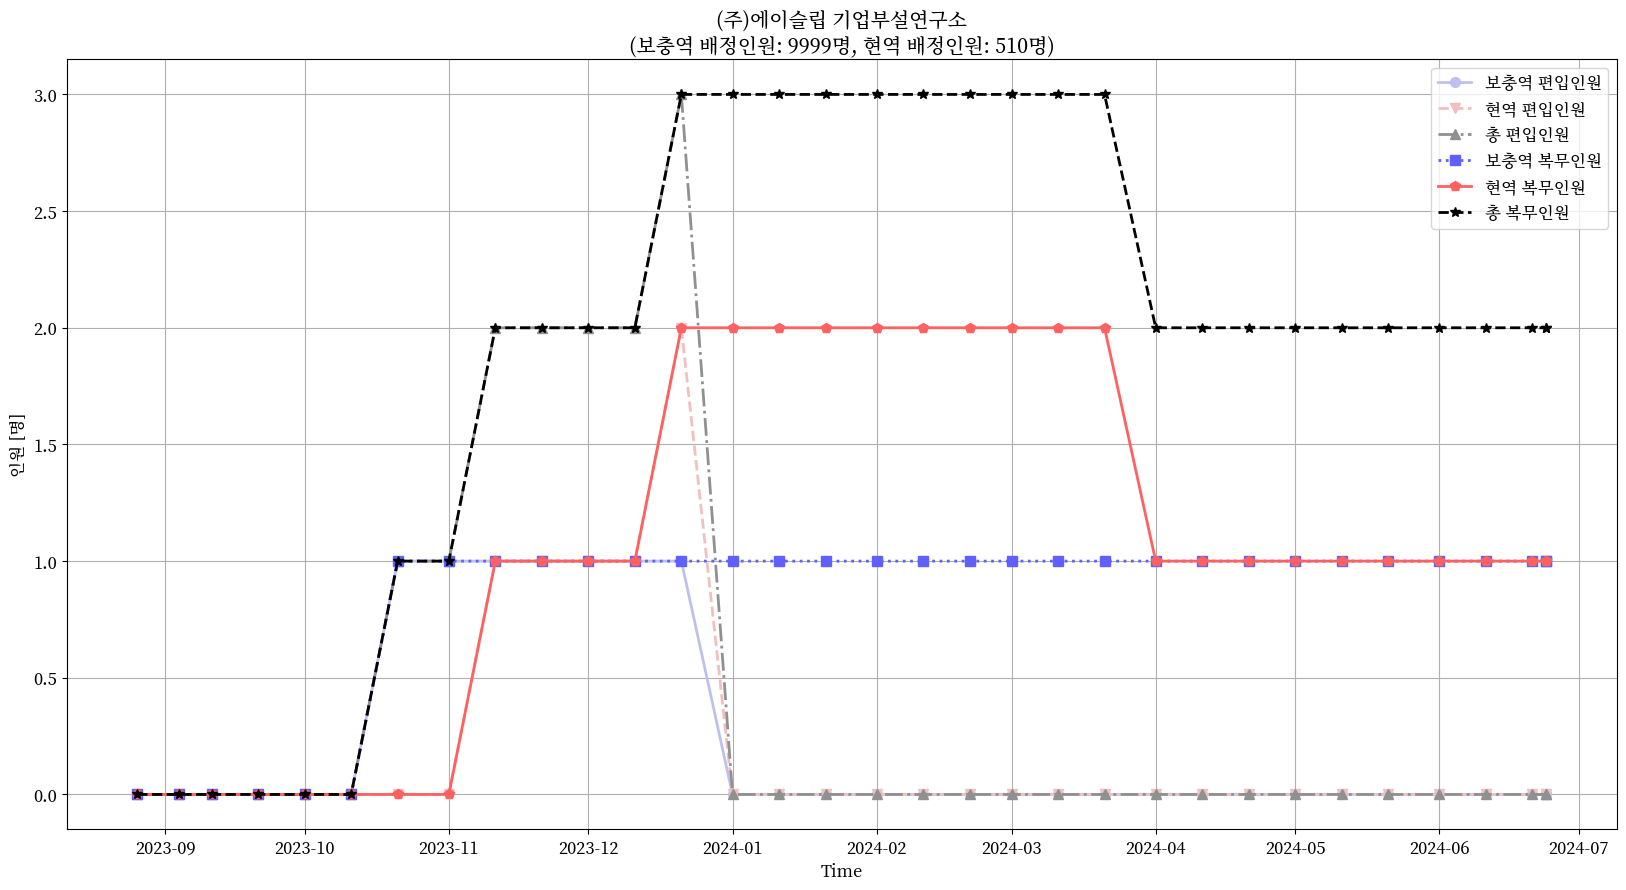 (주)에이슬립 기업부설연구소
(보충역 배정인원: 9999명, 현역 배정인원: 510명)
보충역 편입인원
현역 편입인원
총 편입인원
보충역 복무인원
현역 복무인원
총 복무인원
인원 [명]
3.0
2.5
2.0
1.5
1.0
0.5
0.0
2023-09 2023-10 2023-11 2023-12 2024-01 2024-02 2024-03 2024-04 2024-05 2024-06 2024-07
Time